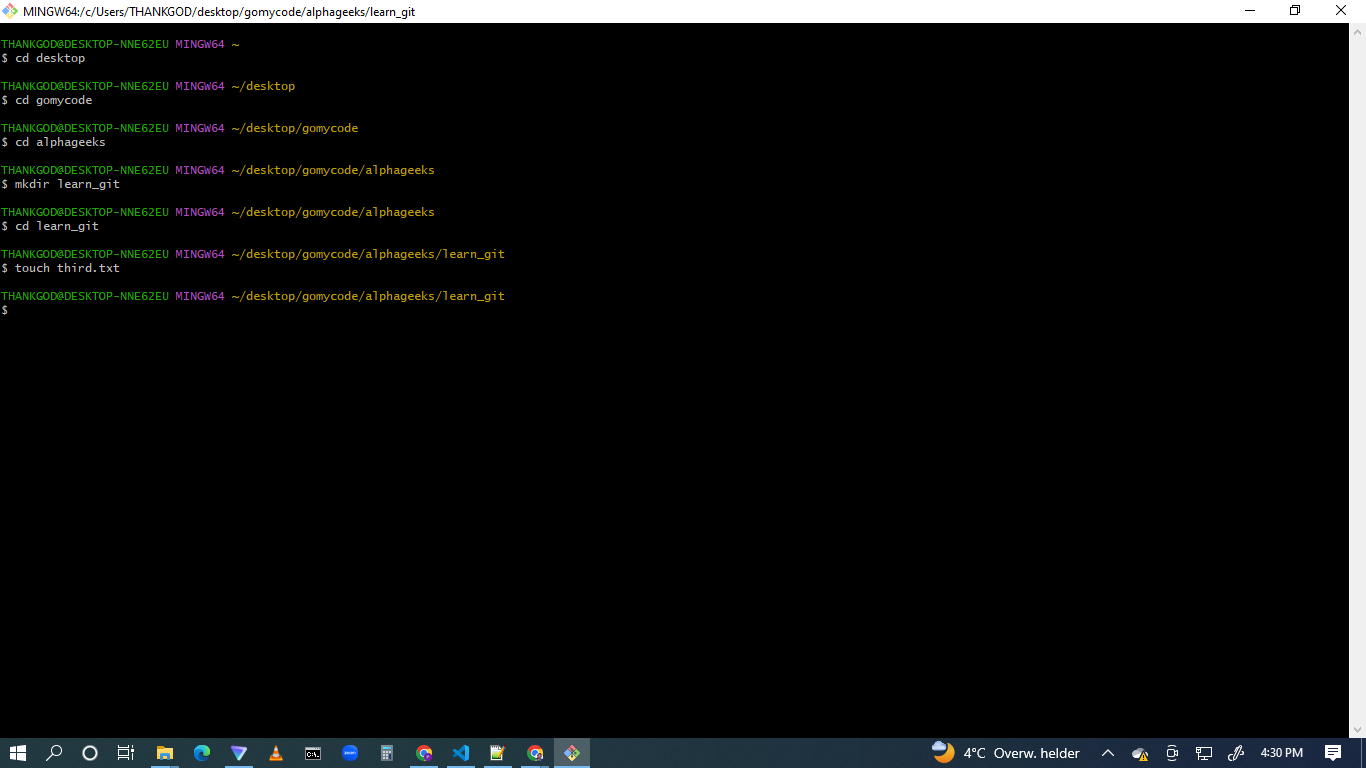 MINGW64:/c/Users/THANKGOD/desktop/gomycode/alphageeks/learn_git
THANKGOD@DESKTOP-NNE62EU MINGW64 ~
$ cd desktop
THANKGOD@DESKTOP-NNE62EU MINGW64 ~/desktop
$ cd gomycode
THANKGOD@DESKTOP-NNE62EU MINGW64 ~/desktop/gomycode
$ cd alphageeks
THANKGOD@DESKTOP-NNE62EU MINGW64 ~/desktop/gomycode/alphageeks
$ mkdir learn_git
THANKGOD@DESKTOP-NNE62EU MINGW64 ~/desktop/gomycode/alphageeks
$ cd learn_git
THANKGOD@DESKTOP-NNE62EU MINGW64 ~/desktop/gomycode/alphageeks/learn_git
$ touch third.txt
THANKGOD@DESKTOP-NNE62EU MINGW64 ~/desktop/gomycode/alphageeks/learn_git
$
4°C Overw. helder
4:30 PM